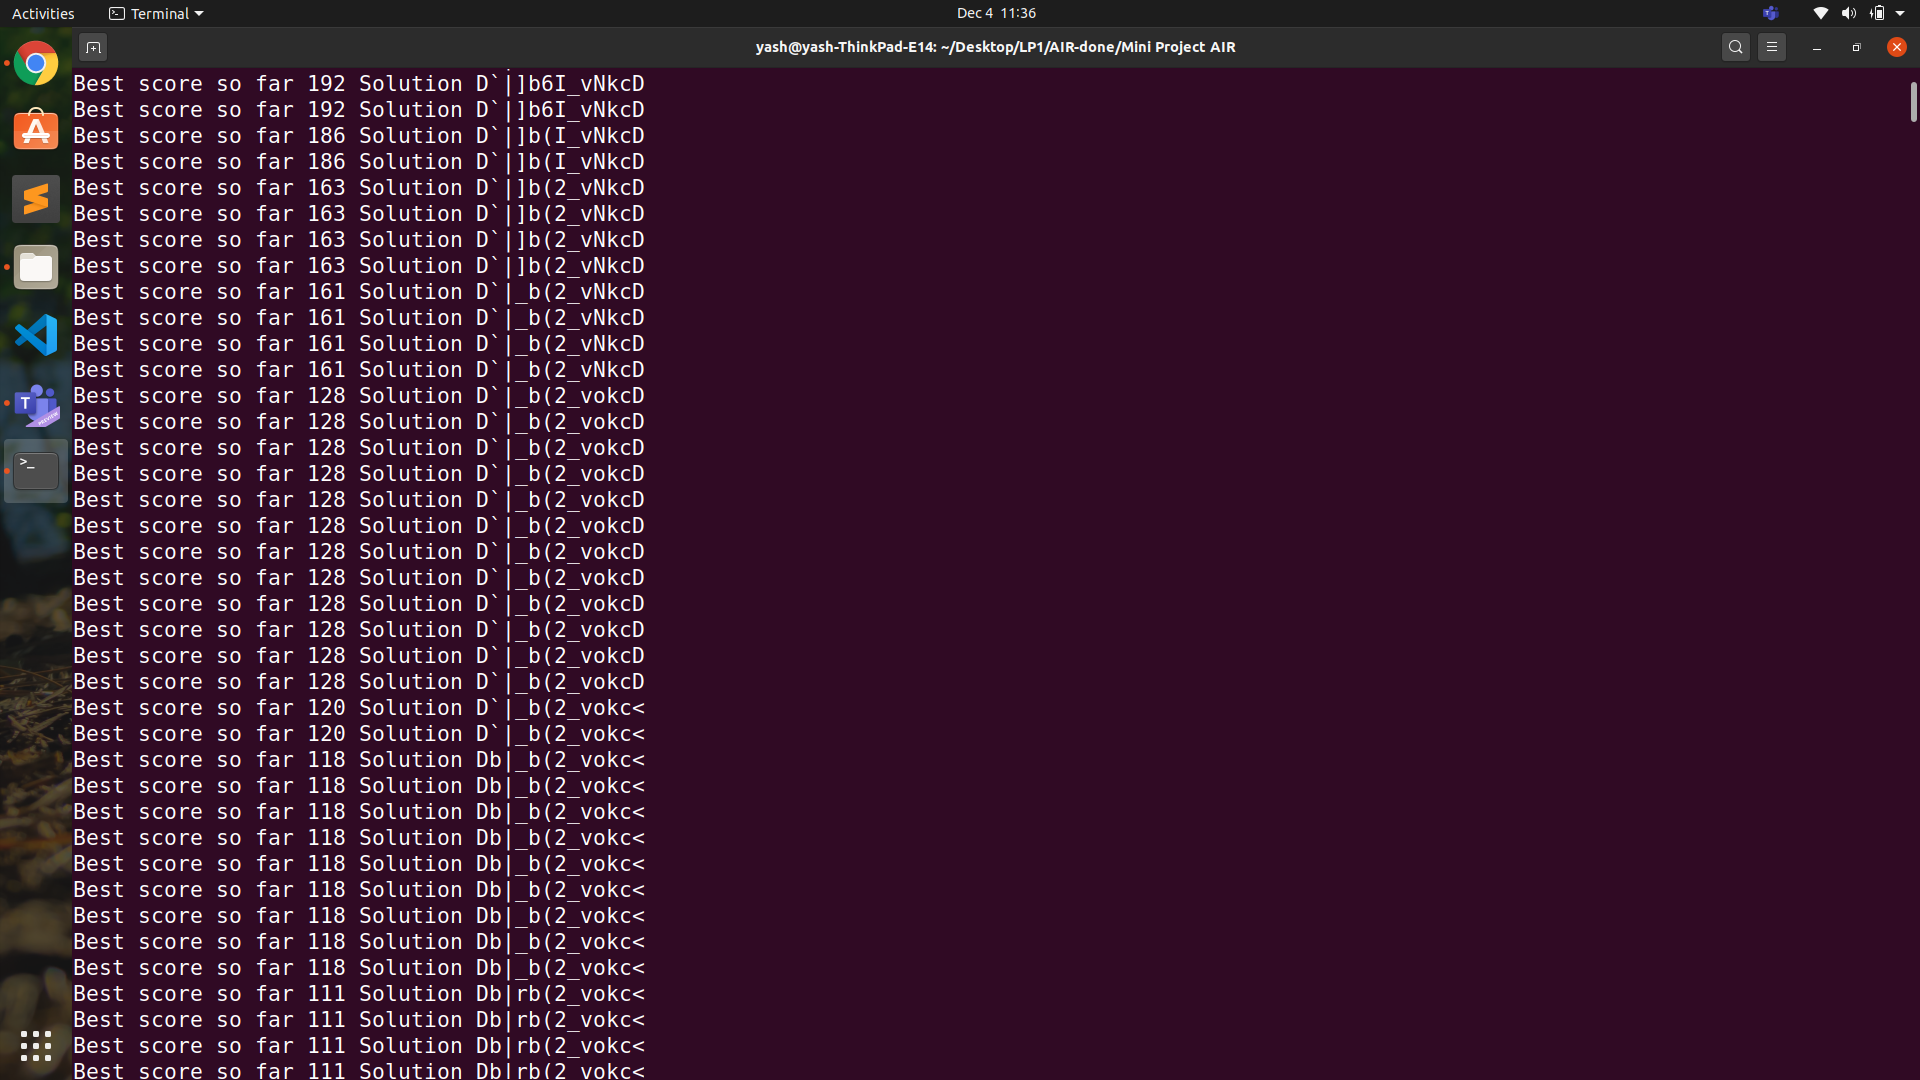 Activities
Terminal
Dec 4 11:36
yash@yash-ThinkPad-E14: ~/Desktop/LP1/AIR-done/Mini Project AIR
Best score so far 192 Solution D`|]b6I_vNkcD
Best score so far 192 Solution D`|]b6I_vNkcD
Best score so far 186 Solution D`|]b(I_vNkcD
Best score so far 186 Solution D`|]b(I_vNkcD
Best score so far 163 Solution D`|]b(2_vNkcD
Best score so far 163 Solution D`|]b(2_vNkcD
Best score so far 163 Solution D`|]b(2_vNkcD
Best score so far 163 Solution D`|]b(2_vNkcD
Best score so far 161 Solution D`|_b(2_vNkcD
Best score so far 161 Solution D`|_b(2_vNkcD
Best score so far 161 Solution D`|_b(2_vNkcD
Best score so far 161 Solution D`|_b(2_vNkcD
Best score so far 128 Solution D`|_b(2_vokcD
Best score so far 128 Solution D`|_b(2_vokcD
Best score so far 128 Solution D`|_b(2_vokcD
Best score so far 128 Solution D`|_b(2_vokcD
Best score so far 128 Solution D`|_b(2_vokcD
Best score so far 128 Solution D`|_b(2_vokcD
Best score so far 128 Solution D`|_b(2_vokcD
Best score so far 128 Solution D`|_b(2_vokcD
Best score so far 128 Solution D`|_b(2_vokcD
Best score so far 128 Solution D`|_b(2_vokcD
Best score so far 128 Solution D`|_b(2_vokcD
Best score so far 128 Solution D`|_b(2_vokcD
Best score so far 120 Solution D`|_b(2_vokc<
Best score so far 120 Solution D`|_b(2_vokc<
Best score so far 118 Solution Db|_b(2_vokc<
Best score so far 118 Solution Db|_b(2_vokc<
Best score so far 118 Solution Db|_b(2_vokc<
Best score so far 118 Solution Db|_b(2_vokc<
Best score so far 118 Solution Db|_b(2_vokc<
Best score so far 118 Solution Db|_b(2_vokc<
Best score so far 118 Solution Db|_b(2_vokc<
Best score so far 118 Solution Db|_b(2_vokc<
Best score so far 118 Solution Db|_b(2_vokc<
Best score so far 111 Solution Db|rb(2_vokc<
Best score so far 111 Solution Db|rb(2_vokc<
Best score so far 111 Solution Db|rb(2_vokc<
Best score so far 111 Solution Db|rb(2_vokc<